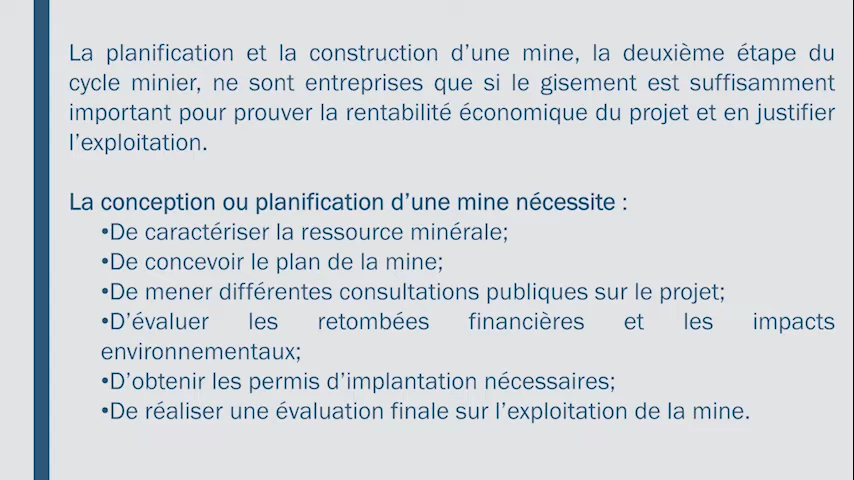 La planification et la construction d'une mine, la deuxième étape du
cycle minier, ne sont entreprises que si le gisement est suffisamment
important pour prouver la rentabilité économique du projet et en justifier
l'exploitation.
La conception ou planification d'une mine nécessite :
•De caractériser la ressource minérale;
•De concevoir le plan de la mine;
•De mener différentes consultations publiques sur le projet;
•D'évaluer les retombées financières et les impacts
environnementaux;
•D'obtenir les permis d'implantation nécessaires;
•De réaliser une évaluation finale sur l'exploitation de la mine.